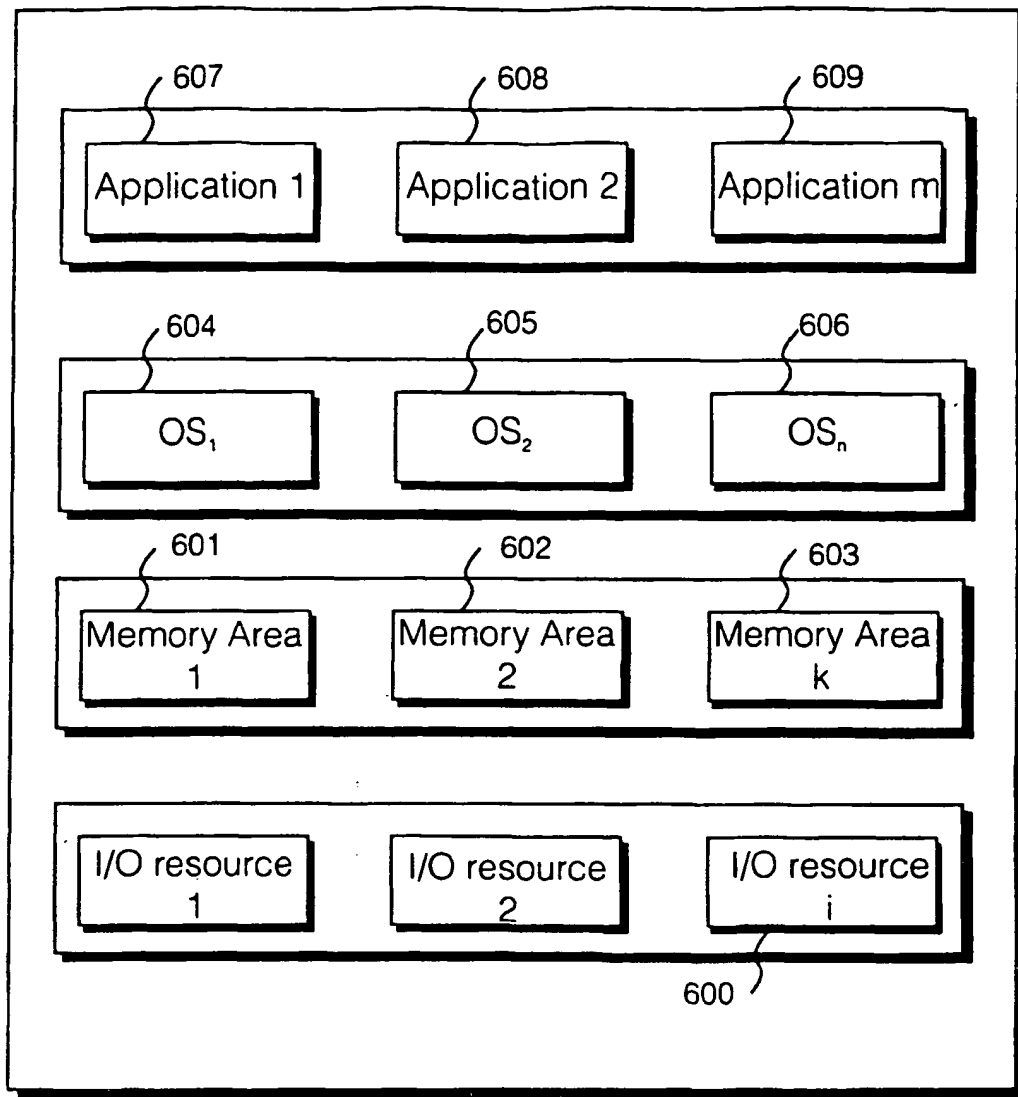 607 608 609
Application 1 Application 2 Application m
604 605 606
OS₁ OS₂ OSₙ
601 602 603
Memory Area Memory Area Memory Area
1 2 k
I/O resource I/O resource I/O resource
1 2 i
600